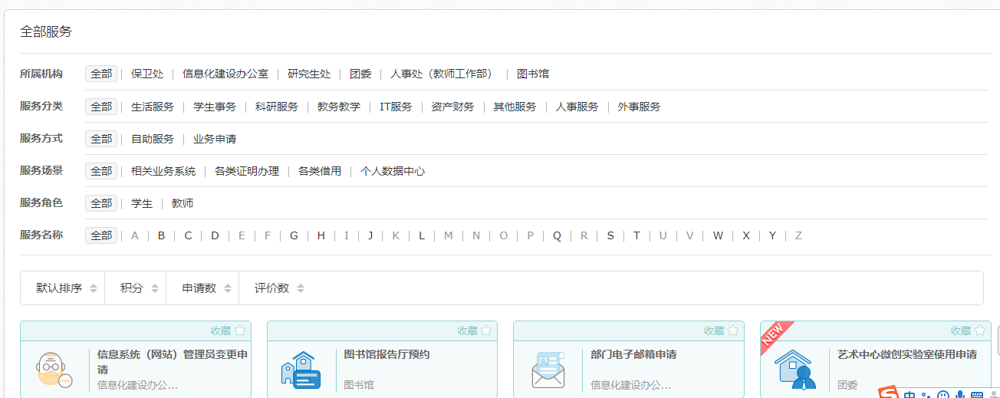 全部服务
所属机构 全部 | 保卫处 | 信息化建设办公室 | 研究生处 | 团委 | 人事处（教师工作部） | 图书馆
服务分类 全部 | 生活服务 | 学生事务 | 科研服务 | 教务教学 | IT服务 | 资产财务 | 其他服务 | 人事服务 | 外事服务
服务方式 全部 | 自助服务 | 业务申请
服务场景 全部 | 相关业务系统 | 各类证明办理 | 各类借用 | 个人数据中心
服务角色 全部 | 学生 | 教师
服务名称 全部 | A | B | C | D | E | F | G | H | I | J | K | L | M | N | O | P | Q | R | S | T | U | V | W | X | Y | Z
默认排序 积分 申请数 评价数
收藏 收藏 收藏 NEW 收藏
信息系统（网站）管理员变更申
请
信息化建设办公...
图书馆报告厅预约
图书馆
部门电子邮箱申请
信息化建设办公...
艺术中心微创实验室使用申请
团委
中